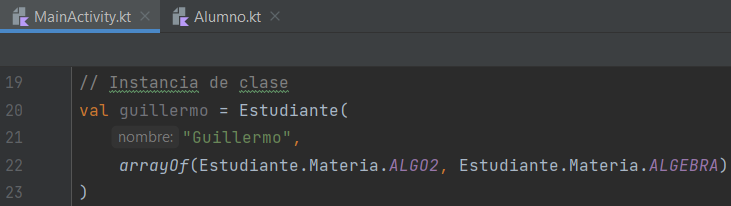 MainActivity.kt Alumno.kt
19 // Instancia de clase
20 val guillermo = Estudiante(
21 nombre: "Guillermo",
22 arrayOf(Estudiante.Materia.ALGO2, Estudiante.Materia.ALGEBRA)
23 )